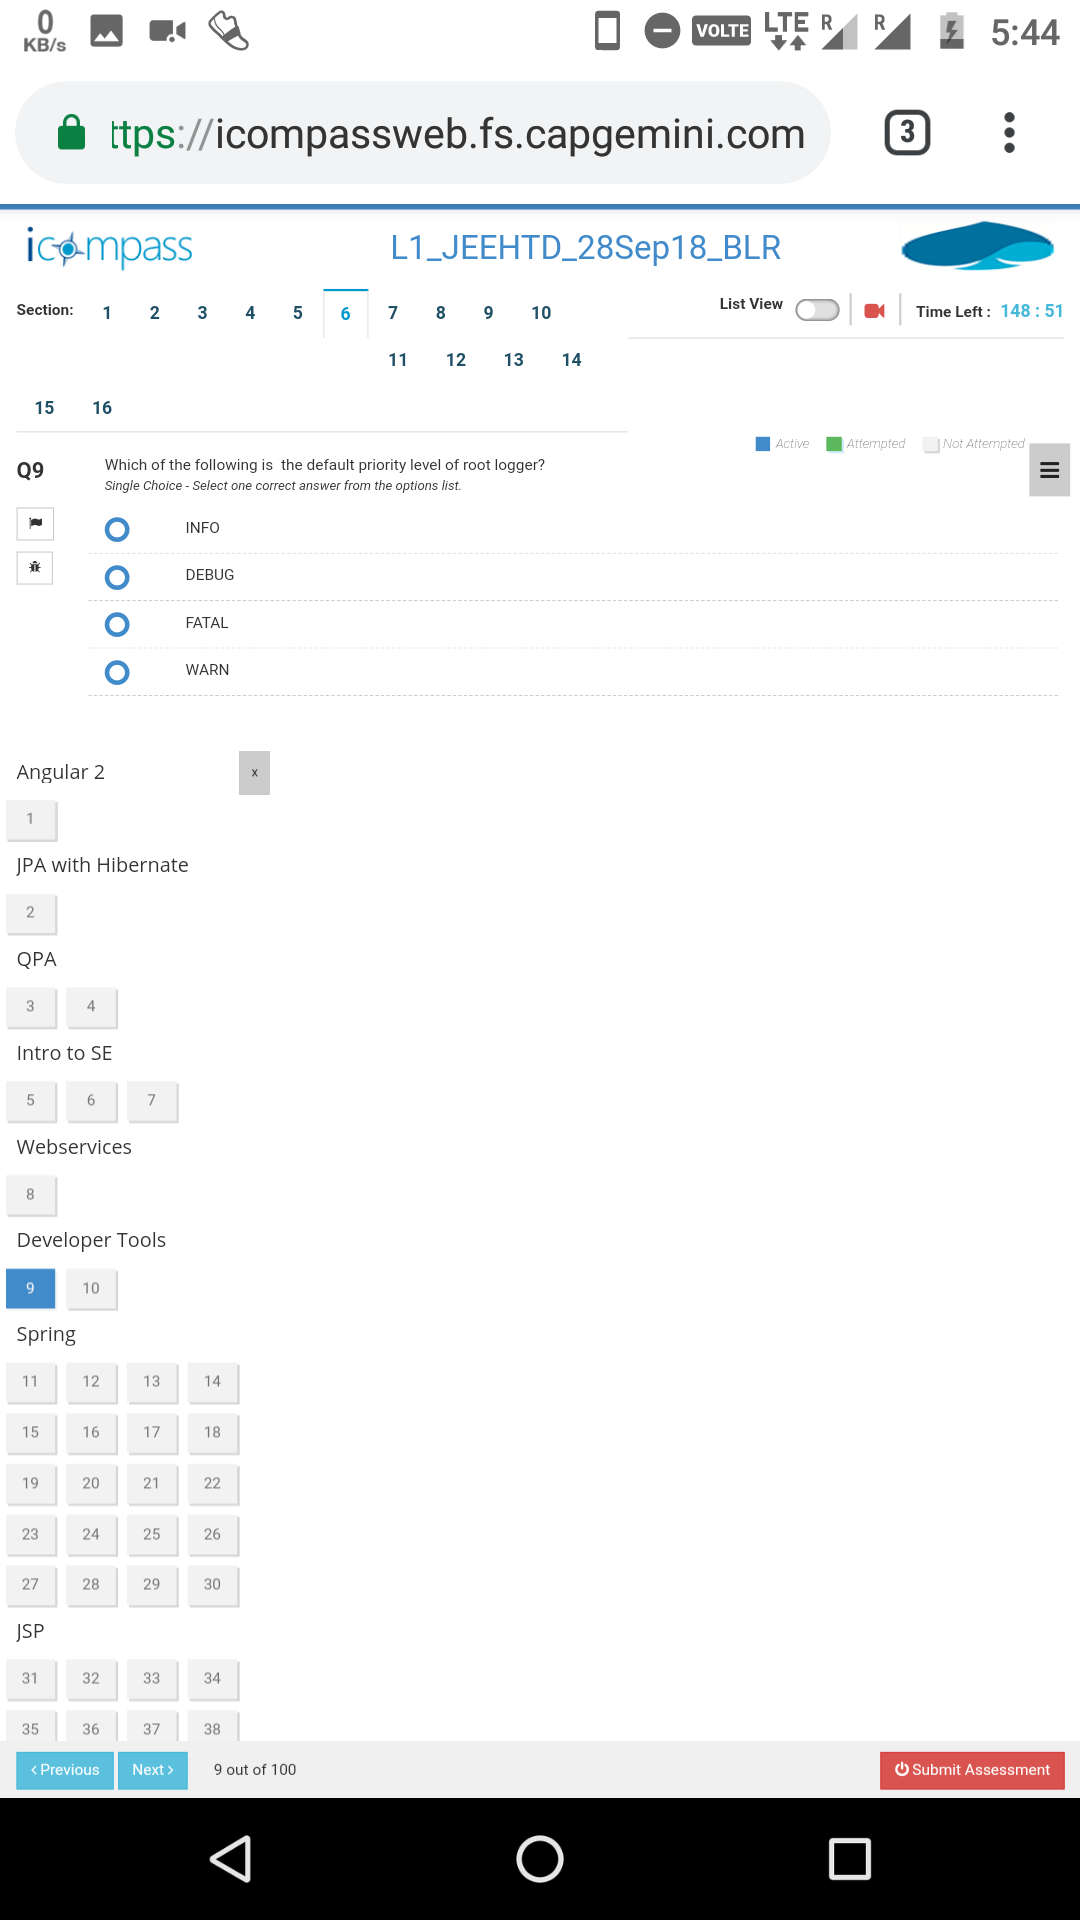 0
KB/s
VOLTE
LTE
R
R
5:44
ttps://icompassweb.fs.capgemini.com
3
icompass
L1_JEEHTD_28Sep18_BLR
Section: 1 2 3 4 5 6 7 8 9 10
List View
Time Left : 148 : 51
11 12 13 14
15 16
Active Attempted Not Attempted
Q9
Which of the following is the default priority level of root logger?
Single Choice - Select one correct answer from the options list.
INFO
DEBUG
FATAL
WARN
Angular 2
x
1
JPA with Hibernate
2
QPA
3 4
Intro to SE
5 6 7
Webservices
8
Developer Tools
9 10
Spring
11 12 13 14
15 16 17 18
19 20 21 22
23 24 25 26
27 28 29 30
JSP
31 32 33 34
35 36 37 38
‹ Previous Next › 9 out of 100 Submit Assessment